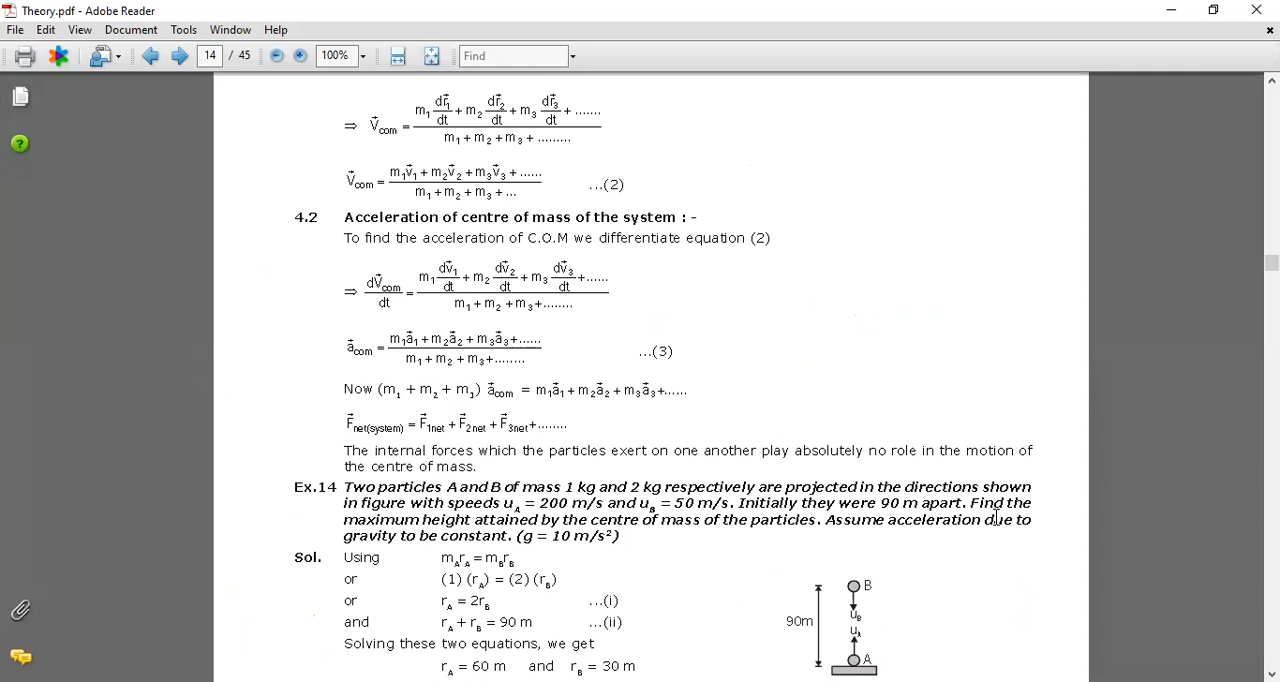 Theory.pdf - Adobe Reader
File Edit View Document Tools Window Help
14 / 45 100% Find
⇒ V⃗com = (m₁ dr⃗₁/dt + m₂ dr⃗₂/dt + m₃ dr⃗₃/dt + .......) / (m₁ + m₂ + m₃ + .........)
V⃗com = (m₁v⃗₁ + m₂v⃗₂ + m₃v⃗₃ + ......) / (m₁ + m₂ + m₃ + ...) ...(2)
4.2 Acceleration of centre of mass of the system : -
To find the acceleration of C.O.M we differentiate equation (2)
⇒ dV⃗com/dt = (m₁ dv⃗₁/dt + m₂ dv⃗₂/dt + m₃ dv⃗₃/dt +......) / (m₁ + m₂ + m₃+........)
a⃗com = (m₁a⃗₁ + m₂a⃗₂ + m₃a⃗₃+......) / (m₁ + m₂ + m₃+........) ...(3)
Now (m₁ + m₂ + m₃) a⃗com = m₁a⃗₁ + m₂a⃗₂ + m₃a⃗₃+......
F⃗net(system) = F⃗1net + F⃗2net + F⃗3net+........
The internal forces which the particles exert on one another play absolutely no role in the motion of
the centre of mass.
Ex.14 Two particles A and B of mass 1 kg and 2 kg respectively are projected in the directions shown
in figure with speeds uA = 200 m/s and uB = 50 m/s. Initially they were 90 m apart. Find the
maximum height attained by the centre of mass of the particles. Assume acceleration due to
gravity to be constant. (g = 10 m/s²)
Sol. Using mArA = mBrB
or (1) (rA) = (2) (rB)
or rA = 2rB ...(i)
and rA + rB = 90 m ...(ii)
Solving these two equations, we get
rA = 60 m and rB = 30 m
B
uB
90m
uA
A